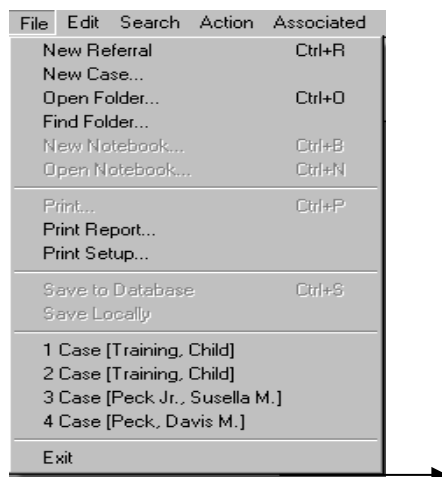 File Edit Search Action Associated
New Referral Ctrl+R
New Case...
Open Folder... Ctrl+O
Find Folder...
New Notebook... Ctrl+B
Open Notebook... Ctrl+N
Print... Ctrl+P
Print Report...
Print Setup...
Save to Database Ctrl+S
Save Locally
1 Case [Training, Child]
2 Case [Training, Child]
3 Case [Peck Jr., Susella M.]
4 Case [Peck, Davis M.]
Exit